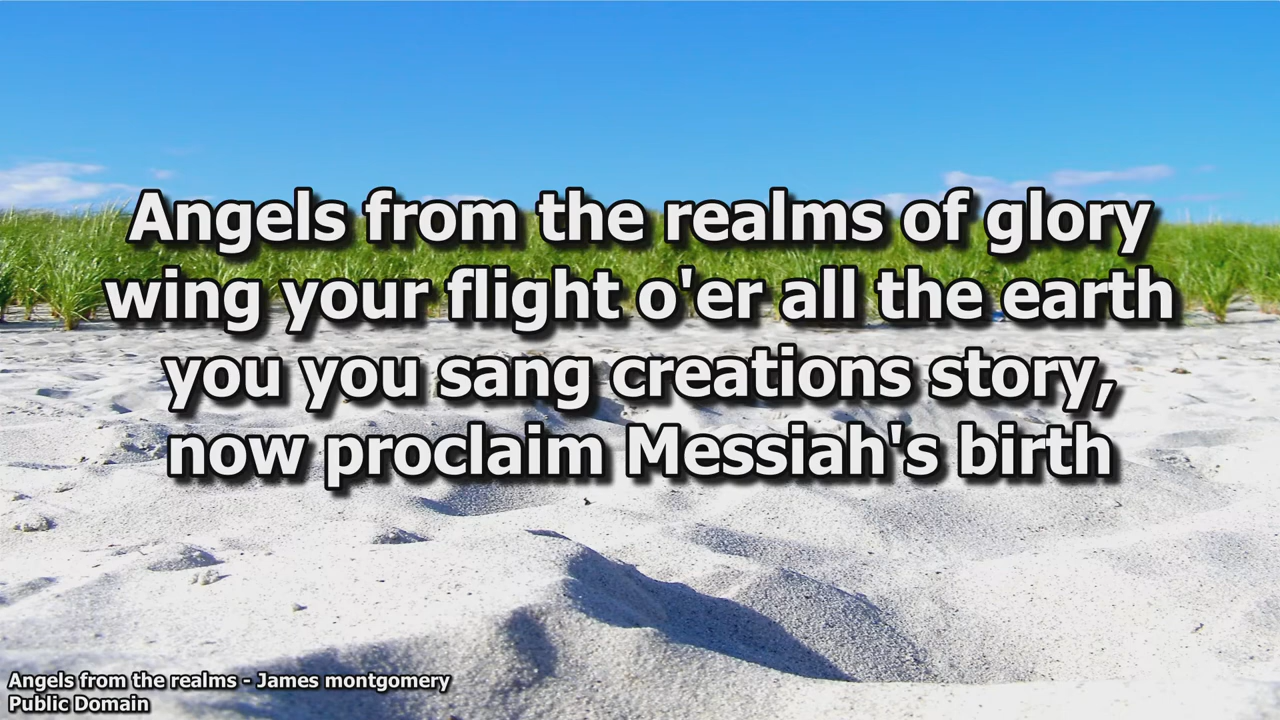 Angels from the realms of glory
wing your flight o'er all the earth
you you sang creations story,
now proclaim Messiah's birth
Angels from the realms - James montgomery
Public Domain